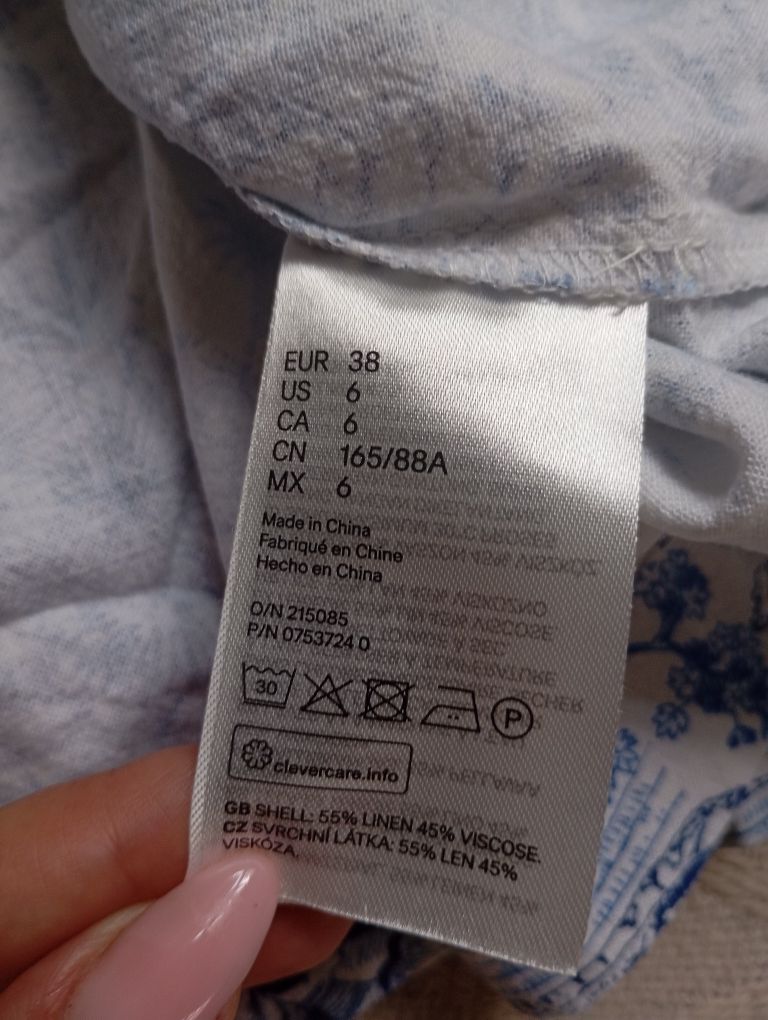 EUR 38
US 6
CA 6
CN 165/88A
MX 6
Made in China
Fabriqué en Chine
Hecho en China
O/N 215085
P/N 0753724 0
30
P
clevercare.info
GB SHELL: 55% LINEN 45% VISCOSE.
CZ SVRCHNÍ LÁTKA: 55% LEN 45%
VISKÓZA.